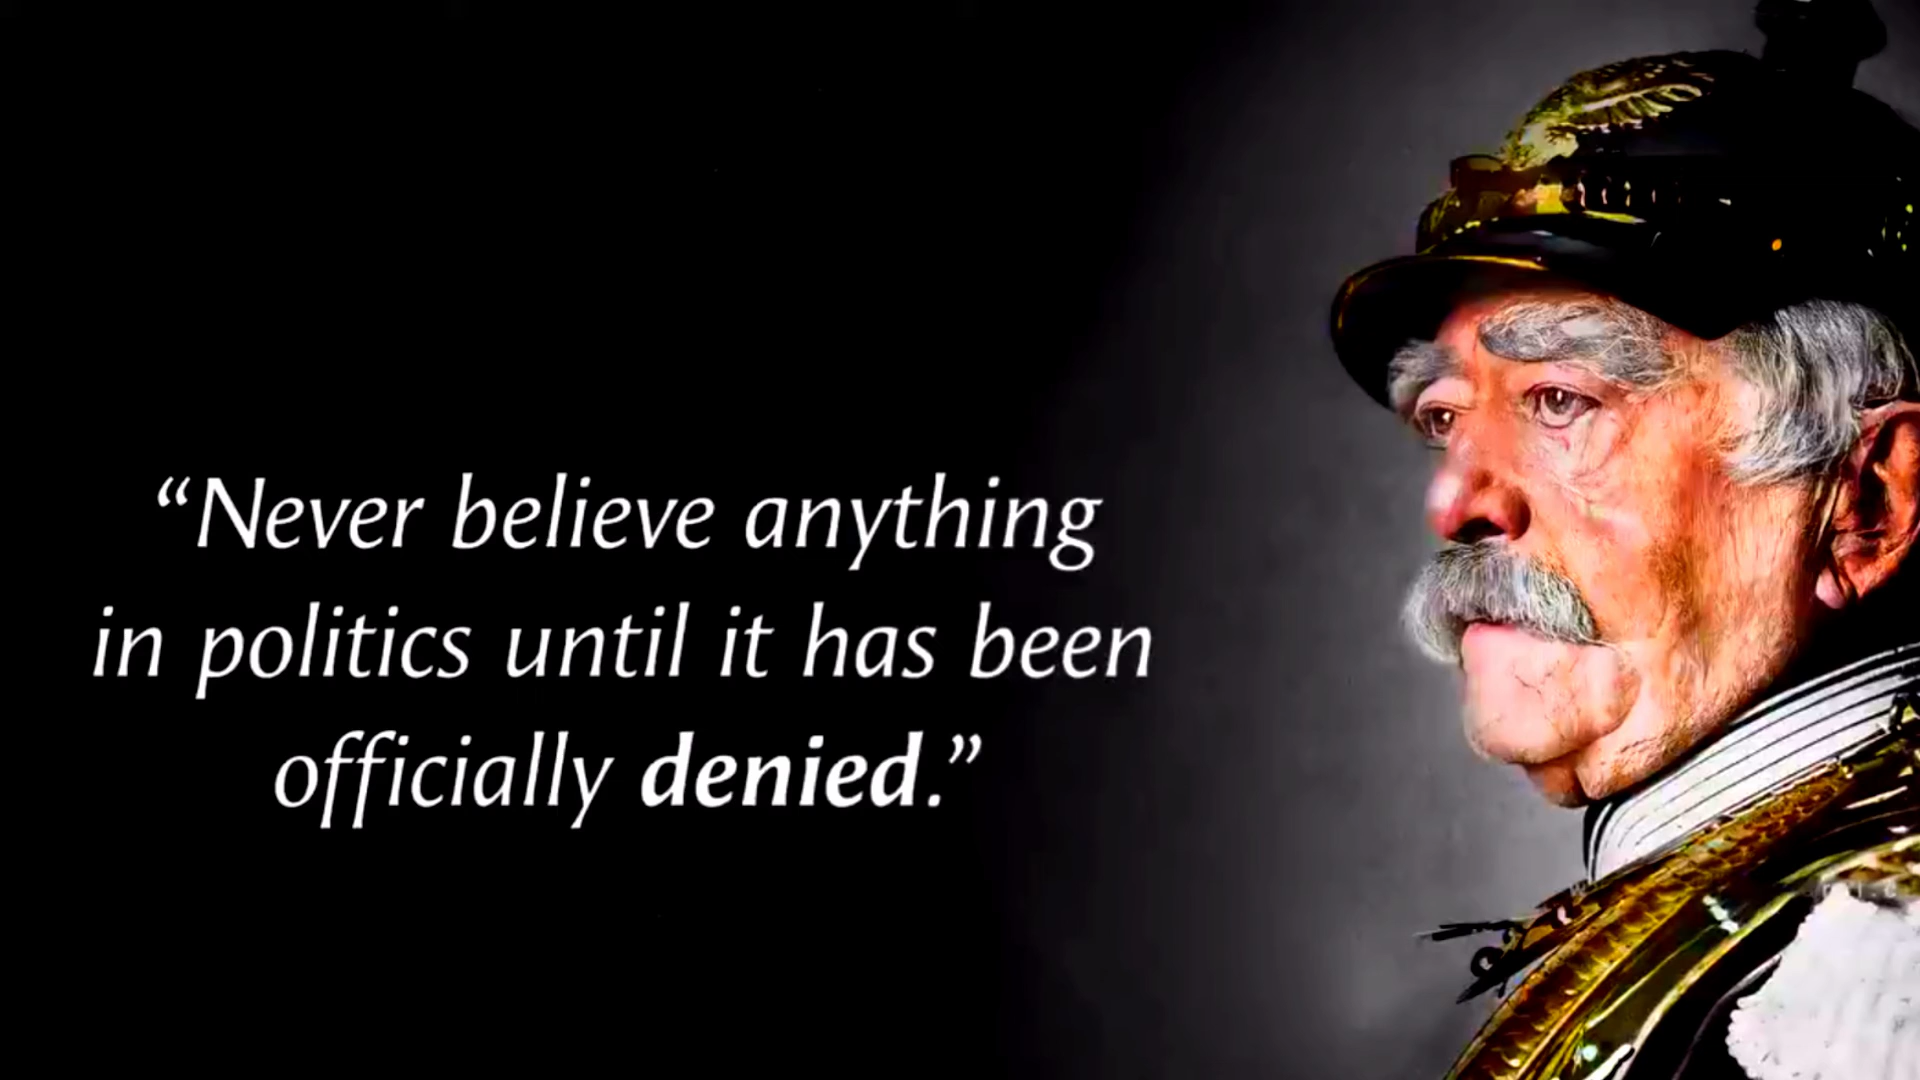 “Never believe anything
in politics until it has been
officially denied.”